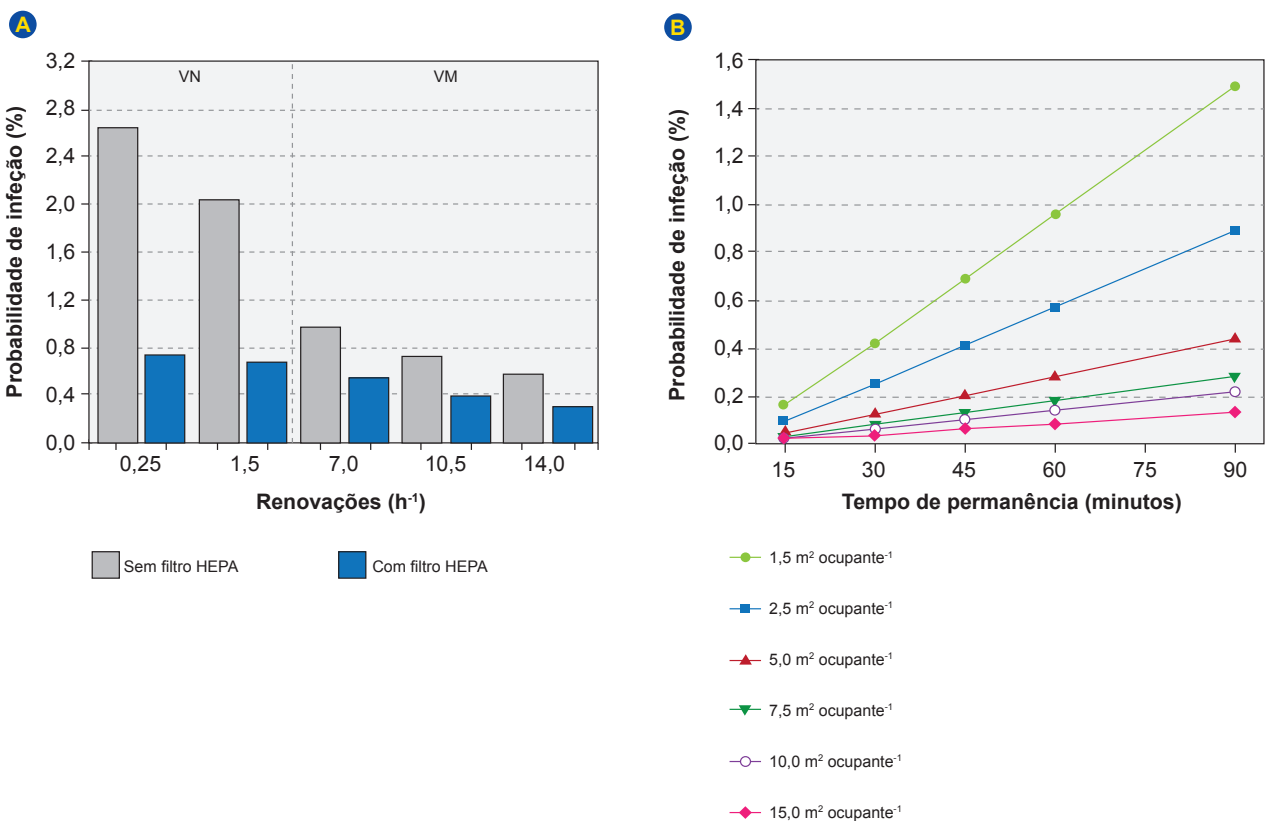 A
Probabilidade de infeção (%)
3,2
2,8
2,4
2,0
1,6
1,2
0,8
0,4
0,0
VN
VM
0,25
1,5
7,0
10,5
14,0
Renovações (h-1)
Sem filtro HEPA
Com filtro HEPA
B
Probabilidade de infeção (%)
1,6
1,4
1,2
1,0
0,8
0,6
0,4
0,2
0,0
15
30
45
60
75
90
Tempo de permanência (minutos)
1,5 m² ocupante-1
2,5 m² ocupante-1
5,0 m² ocupante-1
7,5 m² ocupante-1
10,0 m² ocupante-1
15,0 m² ocupante-1